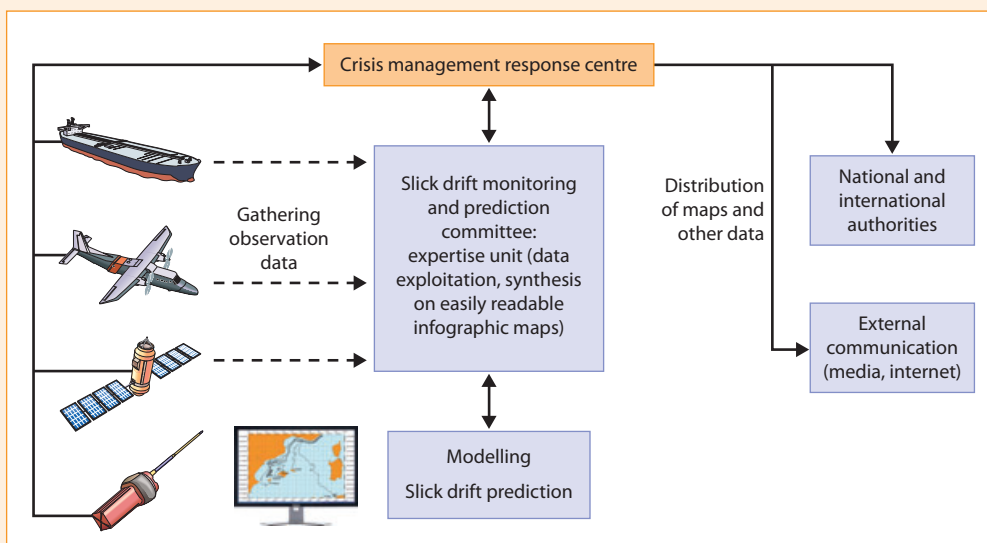 Crisis management response centre
Gathering
observation
data
Slick drift monitoring
and prediction
committee:
expertise unit (data
exploitation, synthesis
on easily readable
infographic maps)
Distribution
of maps and
other data
National and
international
authorities
External
communication
(media, internet)
Modelling
Slick drift prediction